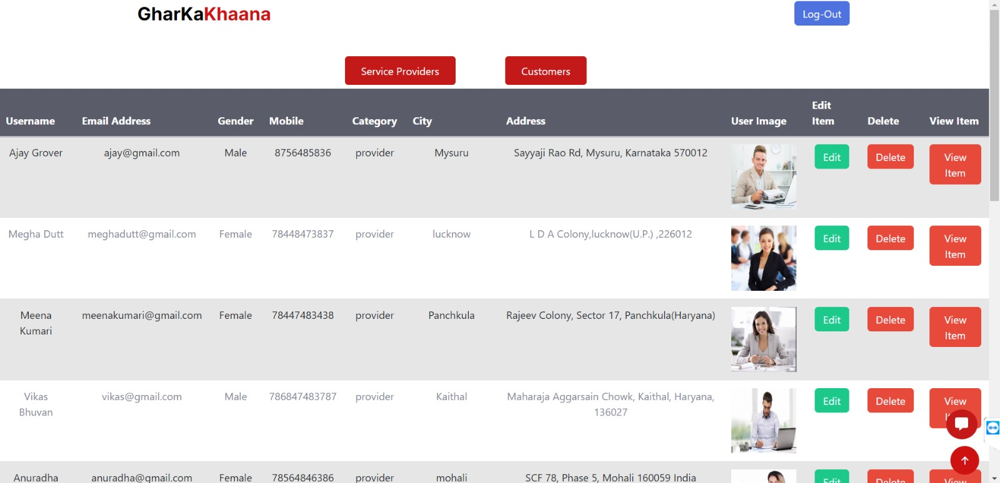 GharKaKhaana
Log-Out
Service Providers
Customers
Username Email Address Gender Mobile Category City Address User Image Edit Item Delete View Item
Ajay Grover ajay@gmail.com Male 8756485836 provider Mysuru Sayyaji Rao Rd, Mysuru, Karnataka 570012 Edit Delete View
Item
Megha Dutt meghadutt@gmail.com Female 78448473837 provider lucknow L D A Colony,lucknow(U.P.) ,226012 Edit Delete View
Item
Meena meenakumari@gmail.com Female 78447483438 provider Panchkula Rajeev Colony, Sector 17, Panchkula(Haryana) Edit Delete View
Kumari Item
Vikas vikas@gmail.com Male 786847483787 provider Kaithal Maharaja Aggarsain Chowk, Kaithal, Haryana, Edit Delete View
Bhuvan 136027
Anuradha anuradha@gmail.com Female 78564846386 provider mohali SCF 78, Phase 5, Mohali 160059 India Edit Delete View